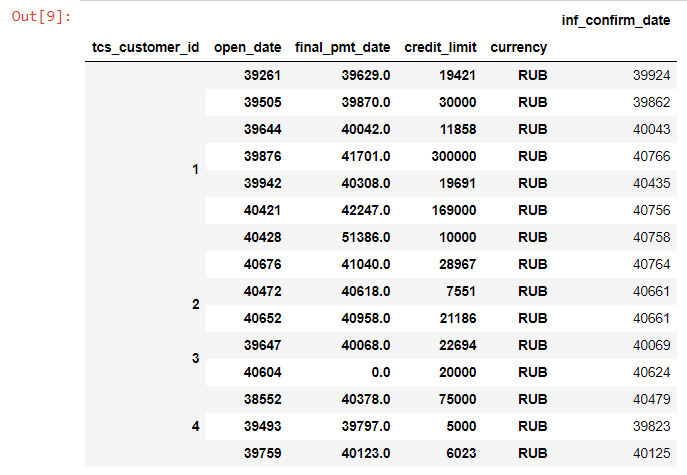 Out[9]:
inf_confirm_date
tcs_customer_id open_date final_pmt_date credit_limit currency
39261 39629.0 19421 RUB 39924
39505 39870.0 30000 RUB 39862
39644 40042.0 11858 RUB 40043
39876 41701.0 300000 RUB 40766
1
39942 40308.0 19691 RUB 40435
40421 42247.0 169000 RUB 40756
40428 51386.0 10000 RUB 40758
40676 41040.0 28967 RUB 40764
40472 40618.0 7551 RUB 40661
2
40652 40958.0 21186 RUB 40661
39647 40068.0 22694 RUB 40069
3
40604 0.0 20000 RUB 40624
38552 40378.0 75000 RUB 40479
4 39493 39797.0 5000 RUB 39823
39759 40123.0 6023 RUB 40125